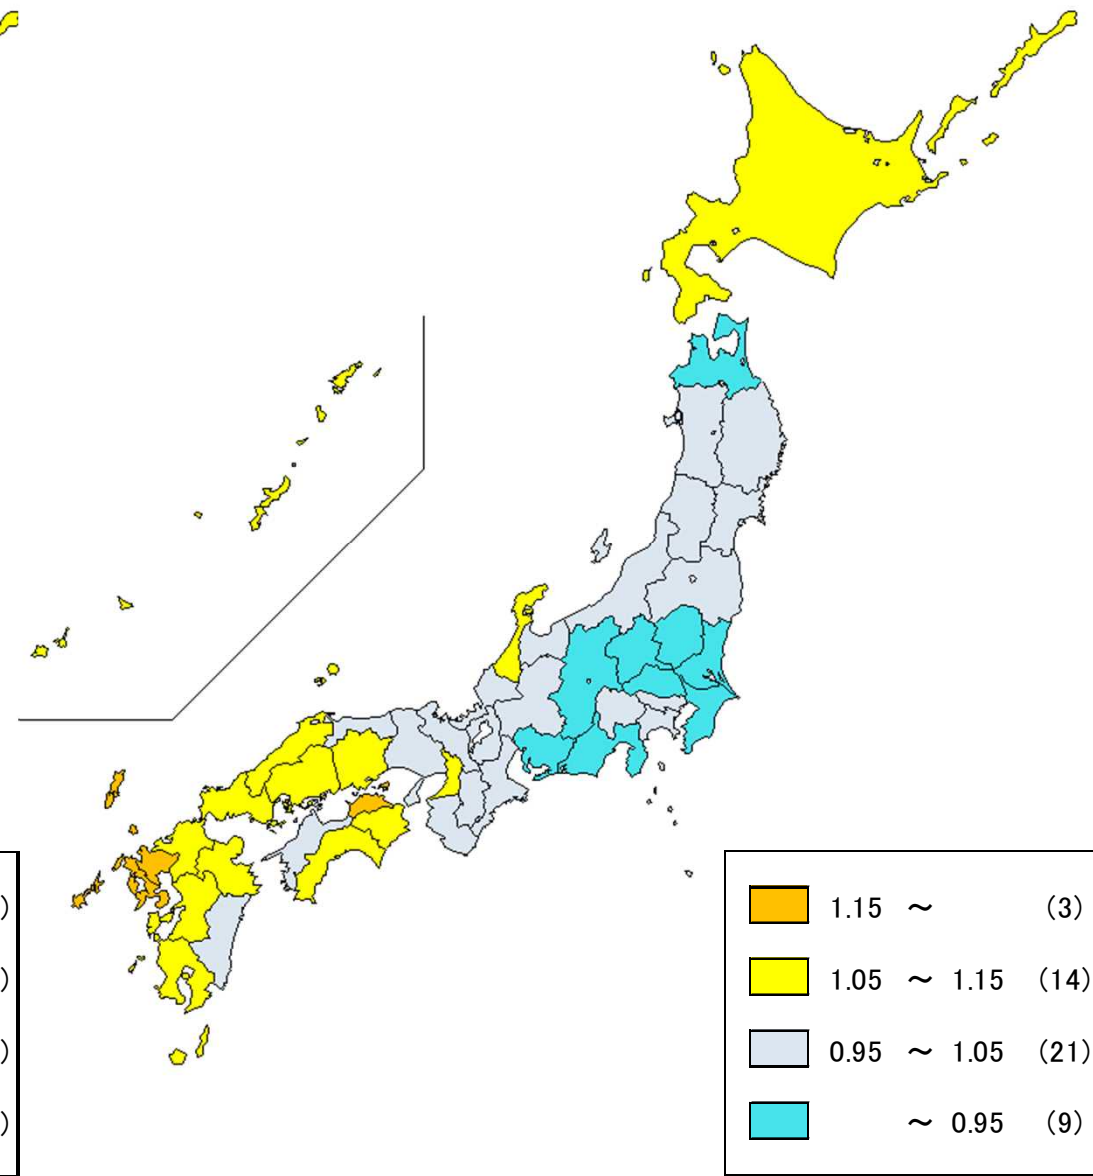 )
)
)
)
1.15 ～ （3）
1.05 ～ 1.15 （14）
0.95 ～ 1.05 （21）
～ 0.95 （9）